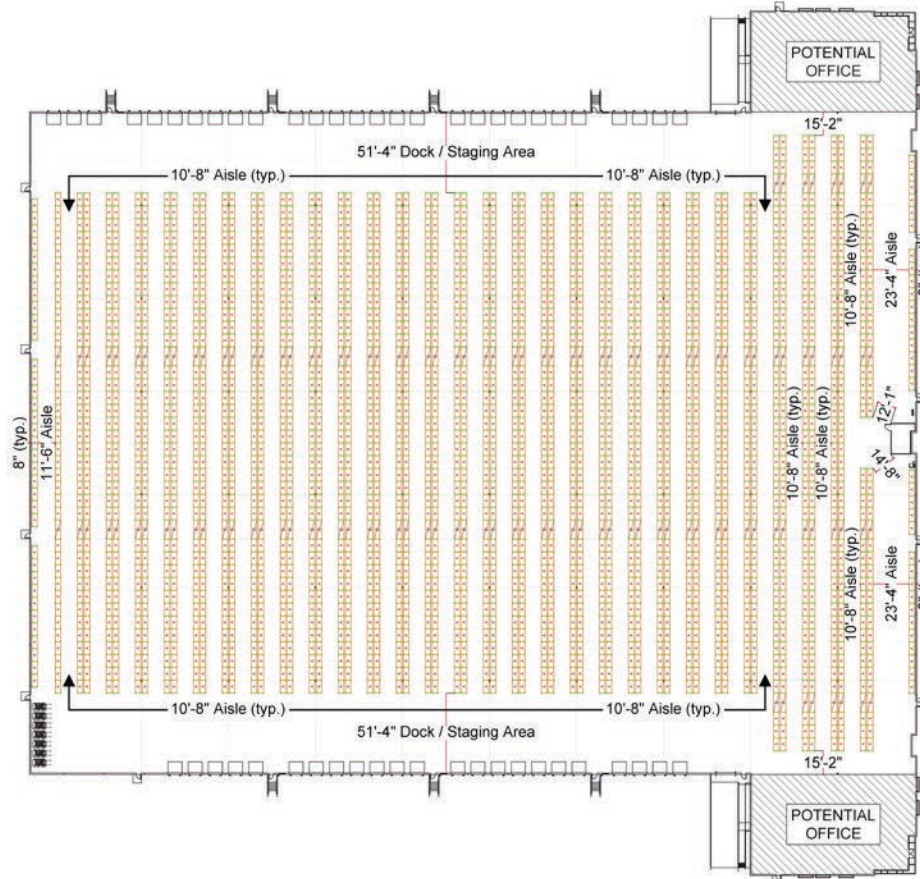 POTENTIAL
OFFICE
15'-2"
51'-4" Dock / Staging Area
10'-8" Aisle (typ.)
10'-8" Aisle (typ.)
10'-8" Aisle (typ.)
23'-4" Aisle
8" (typ.)
11'-6" Aisle
10'-8" Aisle (typ.)
10'-8" Aisle (typ.)
12'-1"
14'-8"
10'-8" Aisle (typ.)
23'-4" Aisle
10'-8" Aisle (typ.)
10'-8" Aisle (typ.)
51'-4" Dock / Staging Area
15'-2"
POTENTIAL
OFFICE